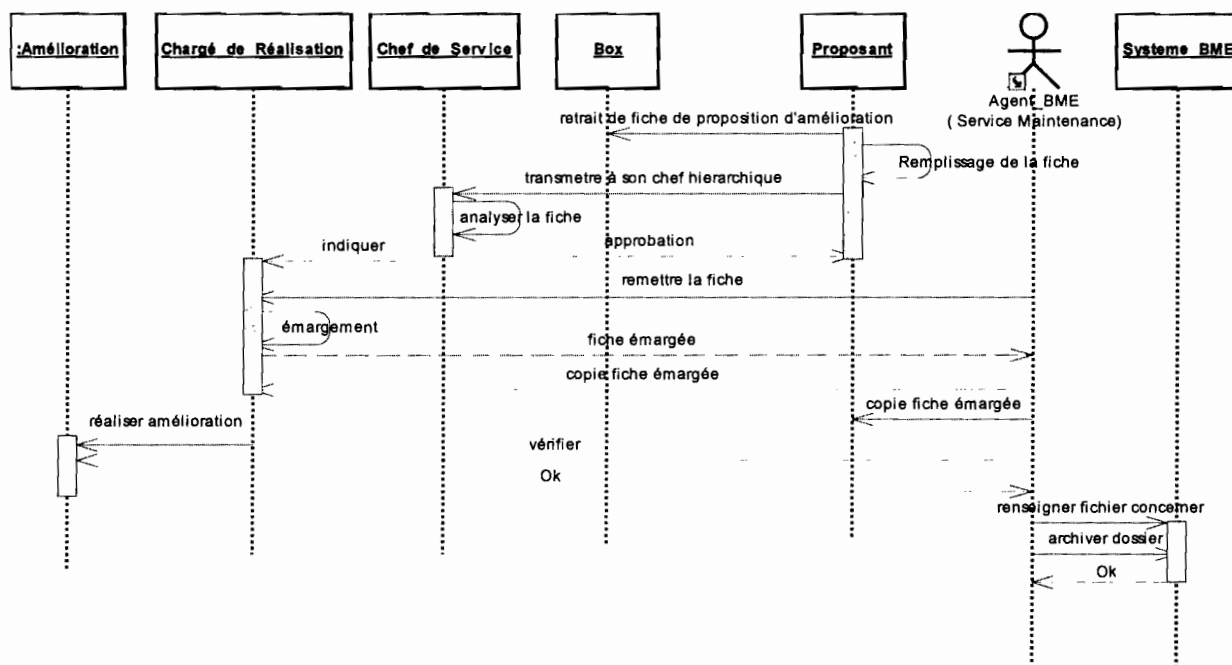 :Amélioration
Chargé de Réalisation
Chef de Service
Box
Proposant
Systeme BME
Agent_BME
( Service Maintenance)
retrait de fiche de proposition d'amélioration
Remplissage de la fiche
transmetre à son chef hierarchique
analyser la fiche
indiquer
approbation
remettre la fiche
émargement
fiche émargée
copie fiche émargée
copie fiche émargée
réaliser amélioration
vérifier
Ok
renseigner fichier concerner
archiver dossier
Ok